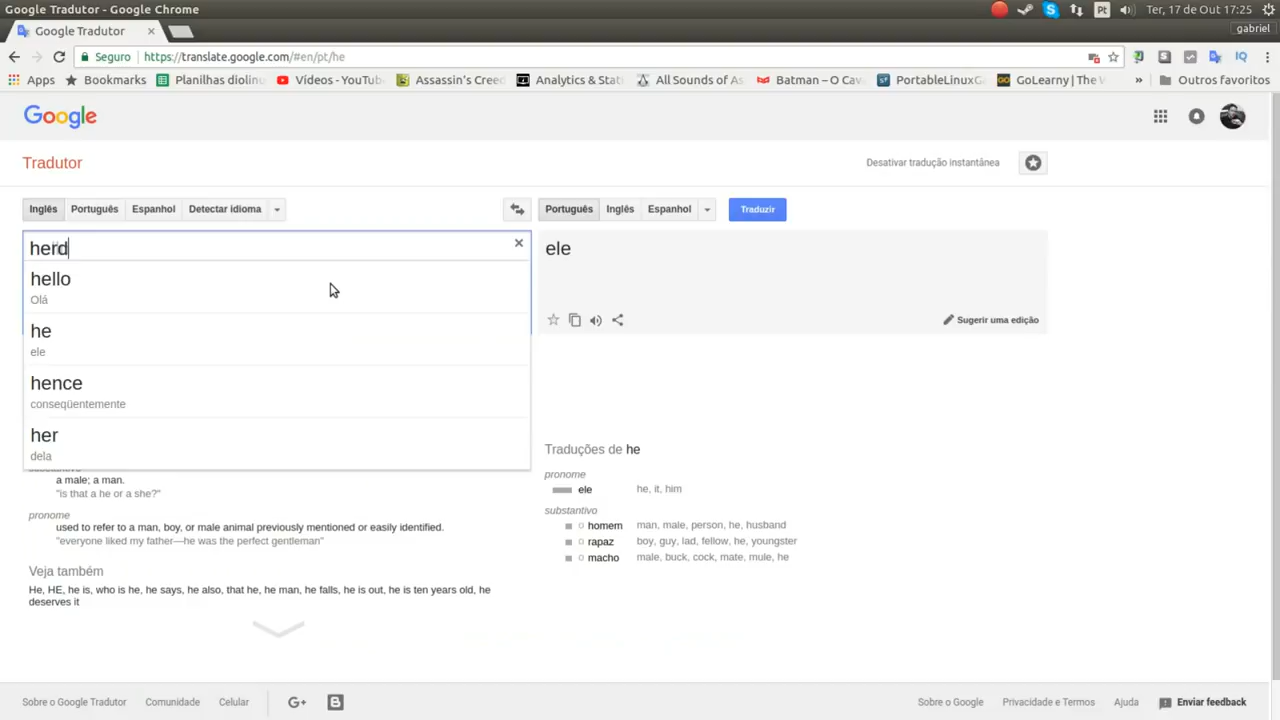 Google Tradutor - Google Chrome
Pt
Ter, 17 de Out 17:25
Google Tradutor
gabriel
Seguro
https://translate.google.com/#en/pt/he
Apps
Bookmarks
Planilhas diolinu
Vídeos - YouTub
Assassin's Creed
Analytics & Stati
All Sounds of As
Batman – O Cava
PortableLinuxGa
GoLearny | The W
»
Outros favoritos
Google
Tradutor
Desativar tradução instantânea
Inglês Português Espanhol Detectar idioma
Português Inglês Espanhol
Traduzir
herd
ele
hello
Olá
he
ele
hence
conseqüentemente
her
dela
Sugerir uma edição
substantivo
a male; a man.
"is that a he or a she?"
pronome
used to refer to a man, boy, or male animal previously mentioned or easily identified.
"everyone liked my father—he was the perfect gentleman"
Veja também
He, HE, he is, who is he, he says, he also, that he, he man, he falls, he is out, he is ten years old, he
deserves it
Traduções de he
pronome
ele he, it, him
substantivo
o homem man, male, person, he, husband
o rapaz boy, guy, lad, fellow, he, youngster
o macho male, buck, cock, mate, mule, he
Sobre o Google Tradutor Comunidade Celular G+ B
Sobre o Google Privacidade e Termos Ajuda Enviar feedback